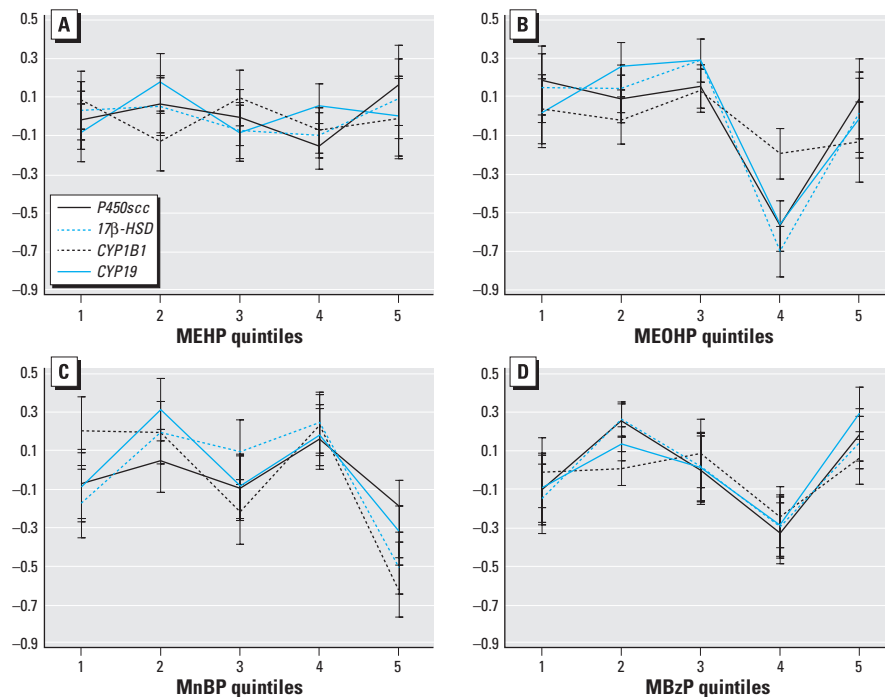 A
0.5
0.3
0.1
−0.1
−0.3
−0.5
−0.7
−0.9
P450scc
17β-HSD
CYP1B1
CYP19
1 2 3 4 5
MEHP quintiles
B
0.5
0.3
0.1
−0.1
−0.3
−0.5
−0.7
−0.9
1 2 3 4 5
MEOHP quintiles
C
0.5
0.3
0.1
−0.1
−0.3
−0.5
−0.7
−0.9
1 2 3 4 5
MnBP quintiles
D
0.5
0.3
0.1
−0.1
−0.3
−0.5
−0.7
−0.9
1 2 3 4 5
MBzP quintiles